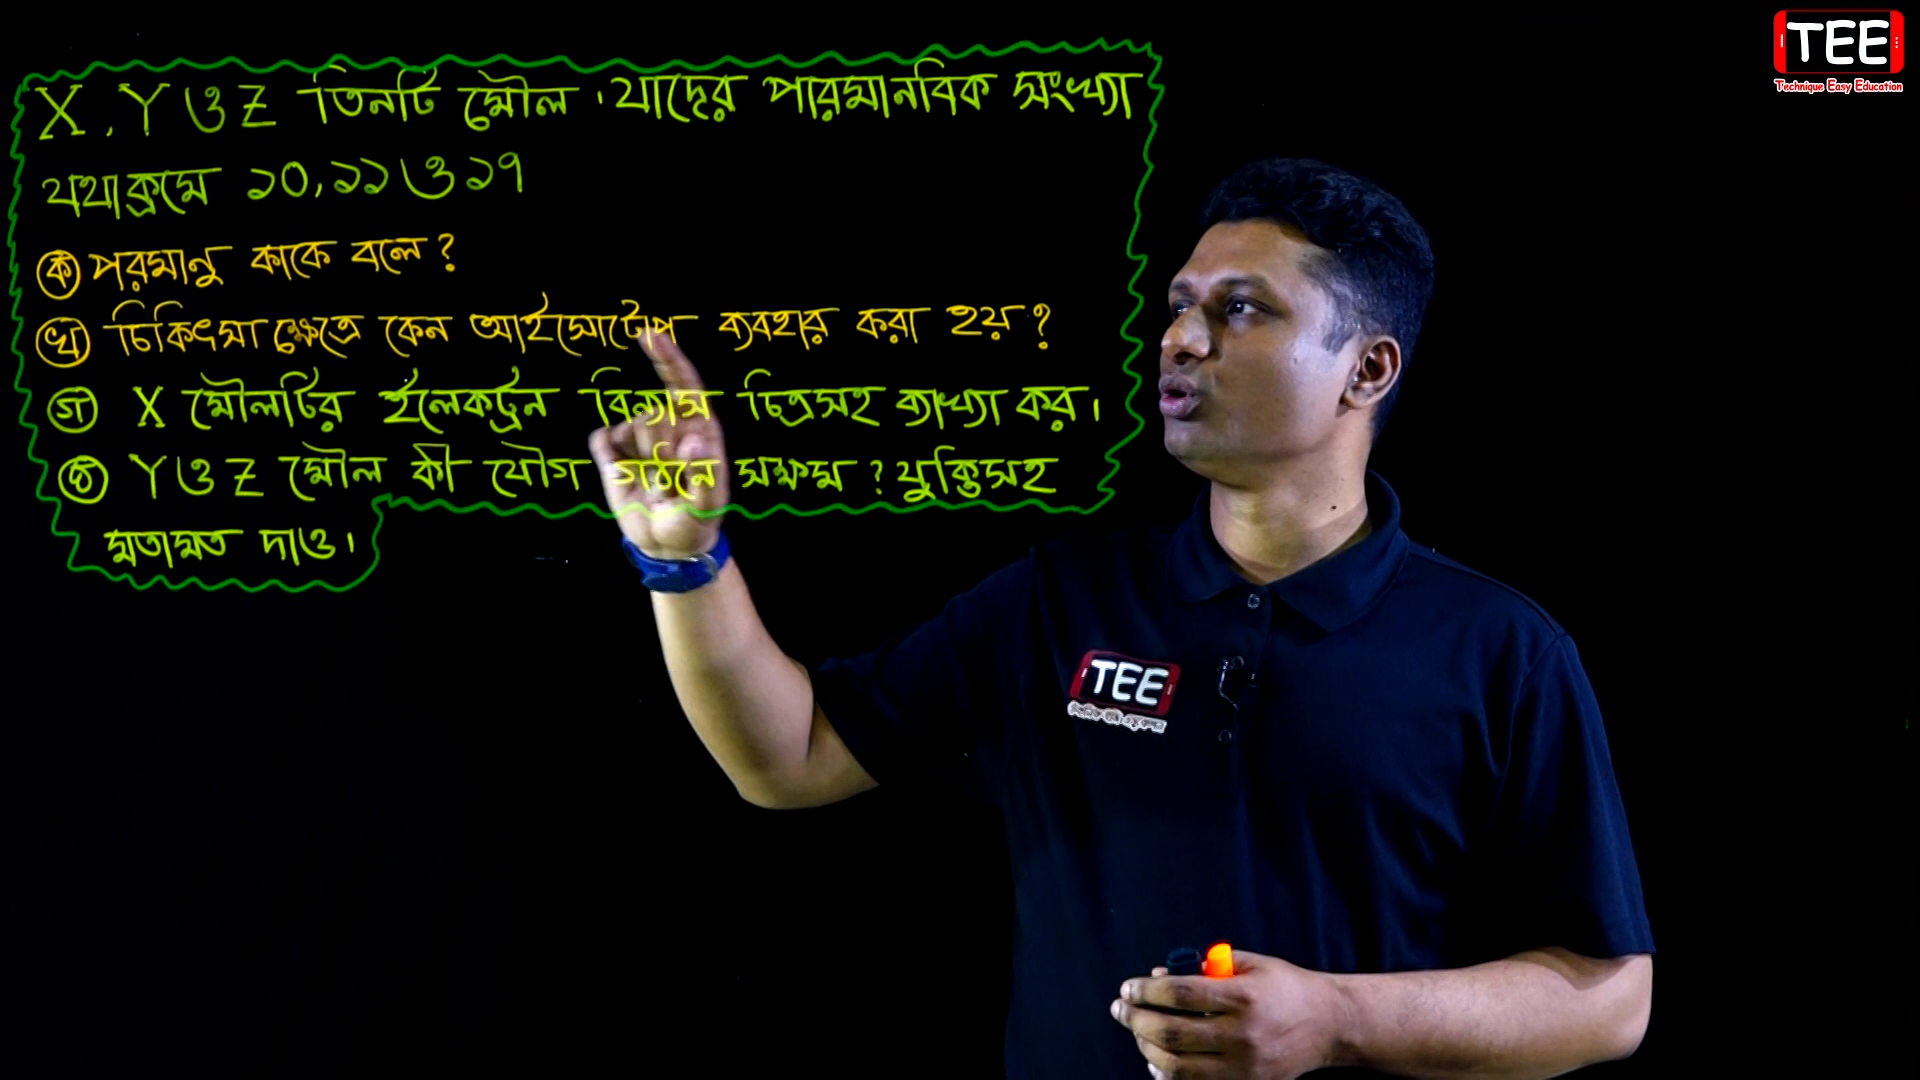 X, Y ও Z তিনটি মৌল। যাদের পারমানবিক সংখ্যা
যথাক্রমে ১০, ১১ ও ১৭
ক পরমানু কাকে বলে?
খ চিকিৎসা ক্ষেত্রে কেন আইসোটোপ ব্যবহার করা হয়?
গ X মৌলটির ইলেকট্রন বিন্যাস চিত্রসহ ব্যাখ্যা কর।
ঘ Y ও Z মৌল কী যৌগ গঠনে সক্ষম? যুক্তিসহ
মতামত দাও।
TEE
Technique Easy Education
TEE